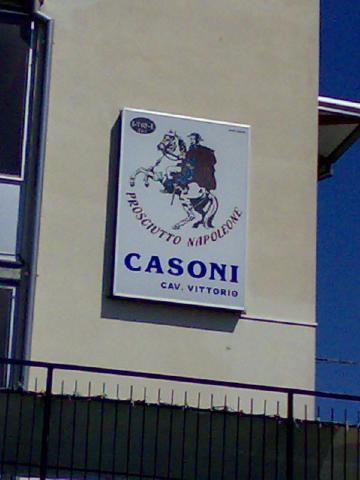 PROSCIUTTO NAPOLEONE
CASONI
CAV. VITTORIO